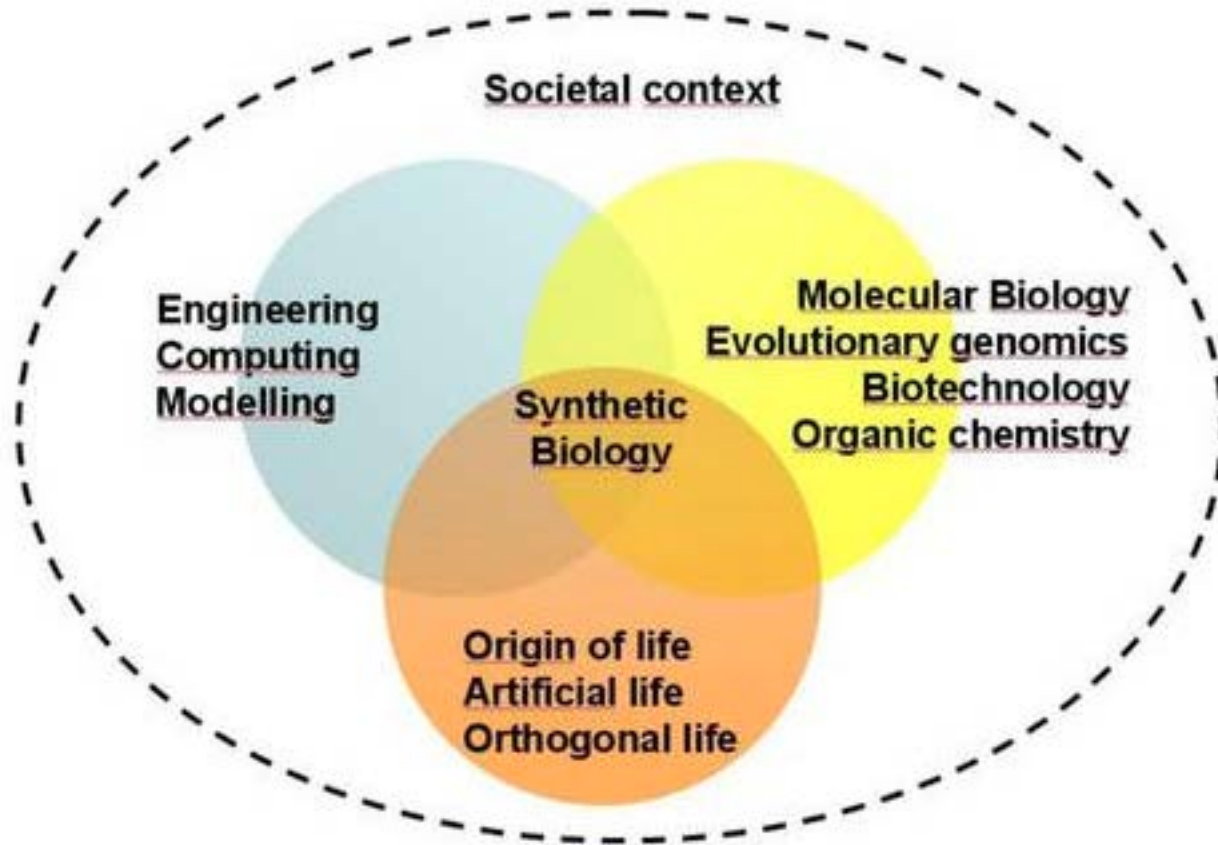 Societal context
Engineering
Computing
Modelling
Molecular Biology
Evolutionary genomics
Biotechnology
Organic chemistry
Synthetic
Biology
Origin of life
Artificial life
Orthogonal life